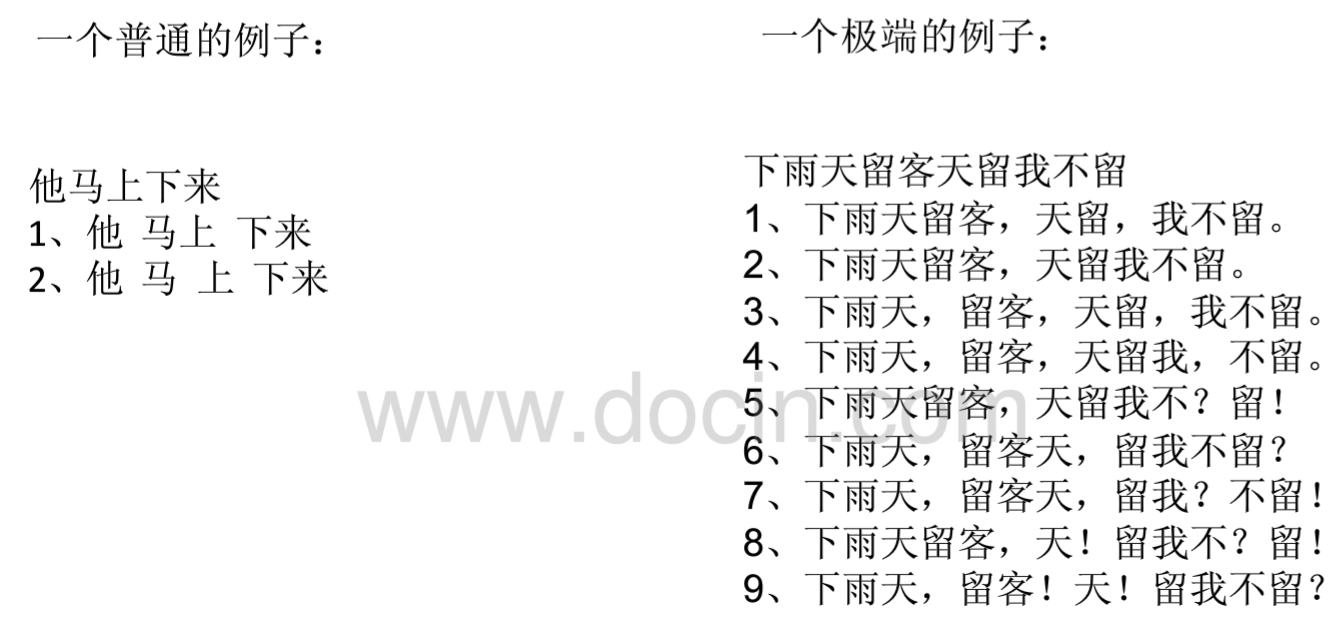 一个普通的例子：
他马上下来
1、他 马上 下来
2、他 马 上 下来
一个极端的例子：
下雨天留客天留我不留
1、下雨天留客，天留，我不留。
2、下雨天留客，天留我不留。
3、下雨天，留客，天留，我不留。
4、下雨天，留客，天留我，不留。
5、下雨天留客，天留我不？留！
6、下雨天，留客天，留我不留？
7、下雨天，留客天，留我？不留！
8、下雨天留客，天！留我不？留！
9、下雨天，留客！天！留我不留？
www.docin.com